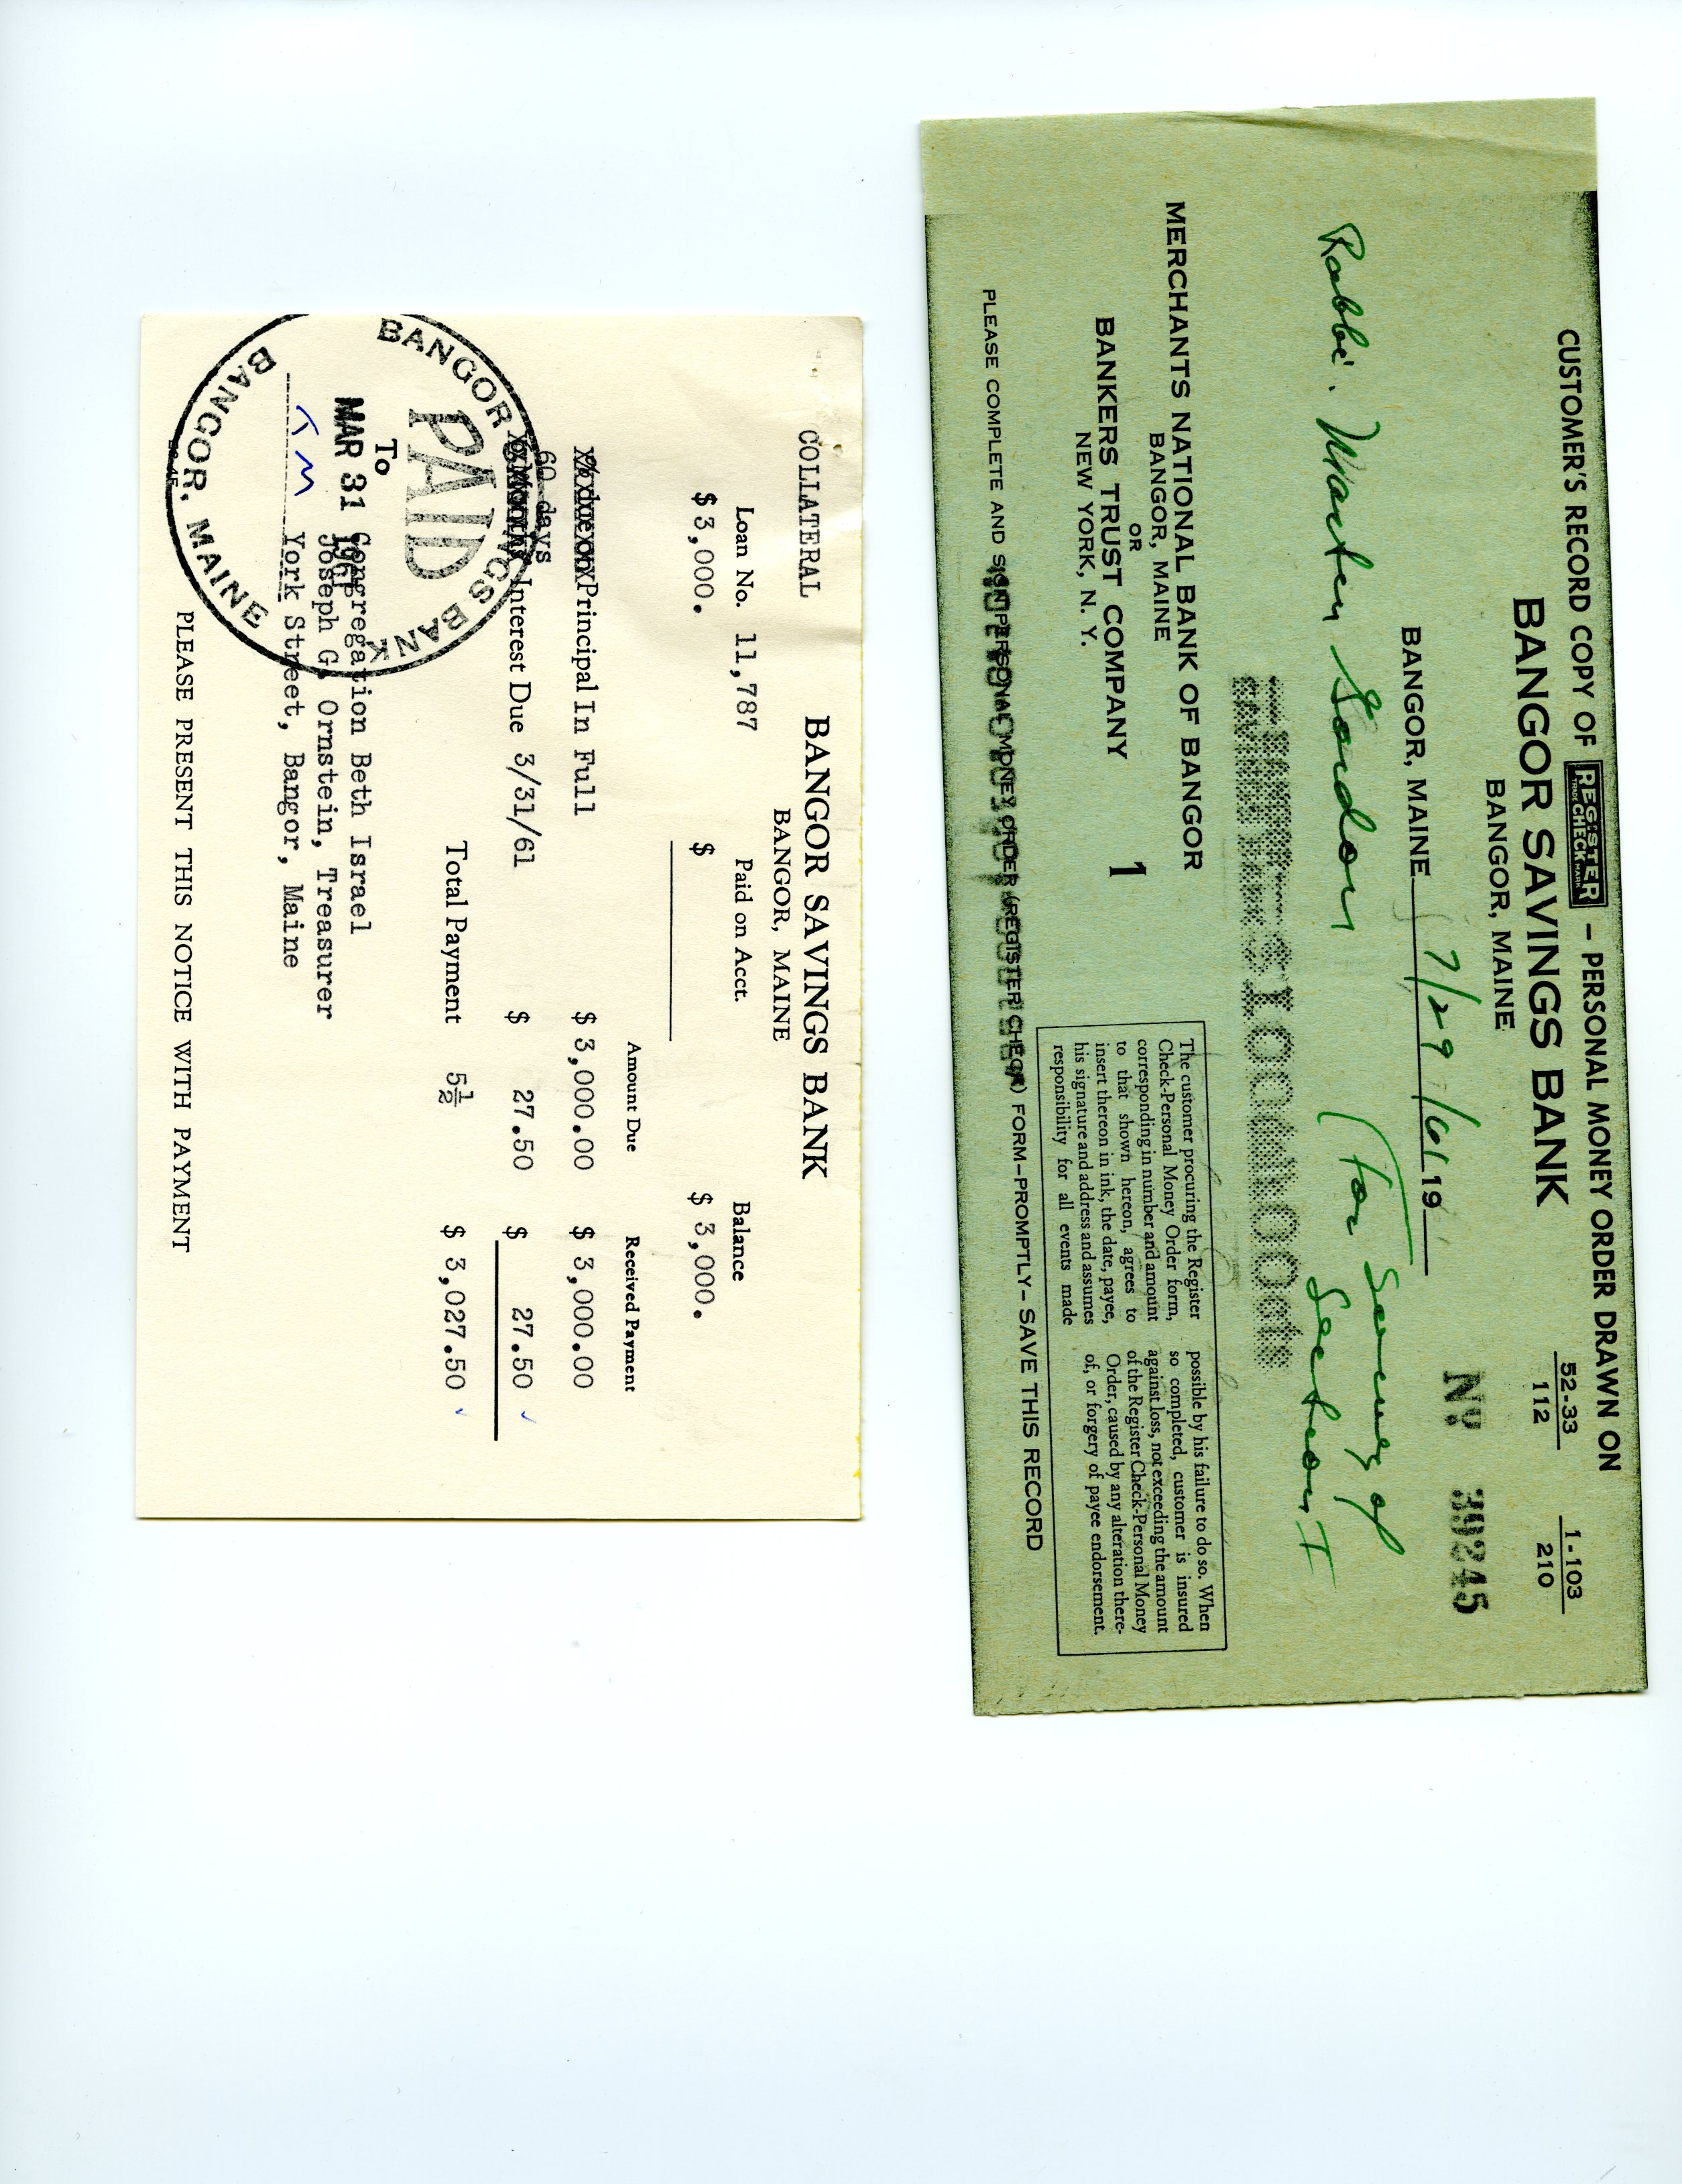 CUSTOMER'S RECORD COPY OF REGISTER CHECK – PERSONAL MONEY ORDER DRAWN ON
BANGOR SAVINGS BANK
BANGOR, MAINE
52-33
112
1-103
210
BANGOR, MAINE 7/29/61 19
No 39245
Rabbi. Martin Gordon (for
MERCHANTS NATIONAL BANK OF BANGOR
BANGOR, MAINE
OR
BANKERS TRUST COMPANY
NEW YORK, N. Y.
1
The customer procuring the Register
Check-Personal Money Order form,
corresponding in number and amount
to that shown hereon, agrees to
insert thereon in ink, the date, payee,
his signature and address and assumes
responsibility for all events made
possible by his failure to do so. When
so completed, customer is insured
against loss, not exceeding the amount
of the Register Check-Personal Money
Order, caused by any alteration there-
of, or forgery of payee endorsement.
PLEASE COMPLETE AND SIGN PERSONAL MONEY ORDER (REGISTER CHECK) FORM–PROMPTLY–SAVE THIS RECORD
COLLATERAL
BANGOR SAVINGS BANK
BANGOR, MAINE
Loan No. 11,787 Paid on Acct. Balance
$ 3,000. $ $ 3,000.
Amount Due Received Payment
Principal In Full $ 3,000.00 $ 3,000.00
60 days
Interest Due 3/31/61 $ 27.50 $ 27.50
Total Payment 5½ $ 3,027.50
BANGOR SAVINGS BANK
PAID
MAR 31 1961
BANGOR, MAINE
TM
To
Congregation Beth Israel
Joseph G. Ornstein, Treasurer
York Street, Bangor, Maine
PLEASE PRESENT THIS NOTICE WITH PAYMENT